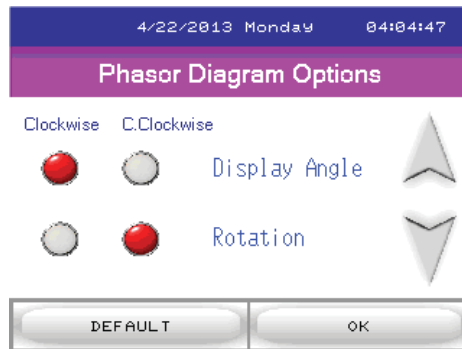 4/22/2013 Monday 04:04:47
Phasor Diagram Options
Clockwise C.Clockwise
Display Angle
Rotation
DEFAULT OK